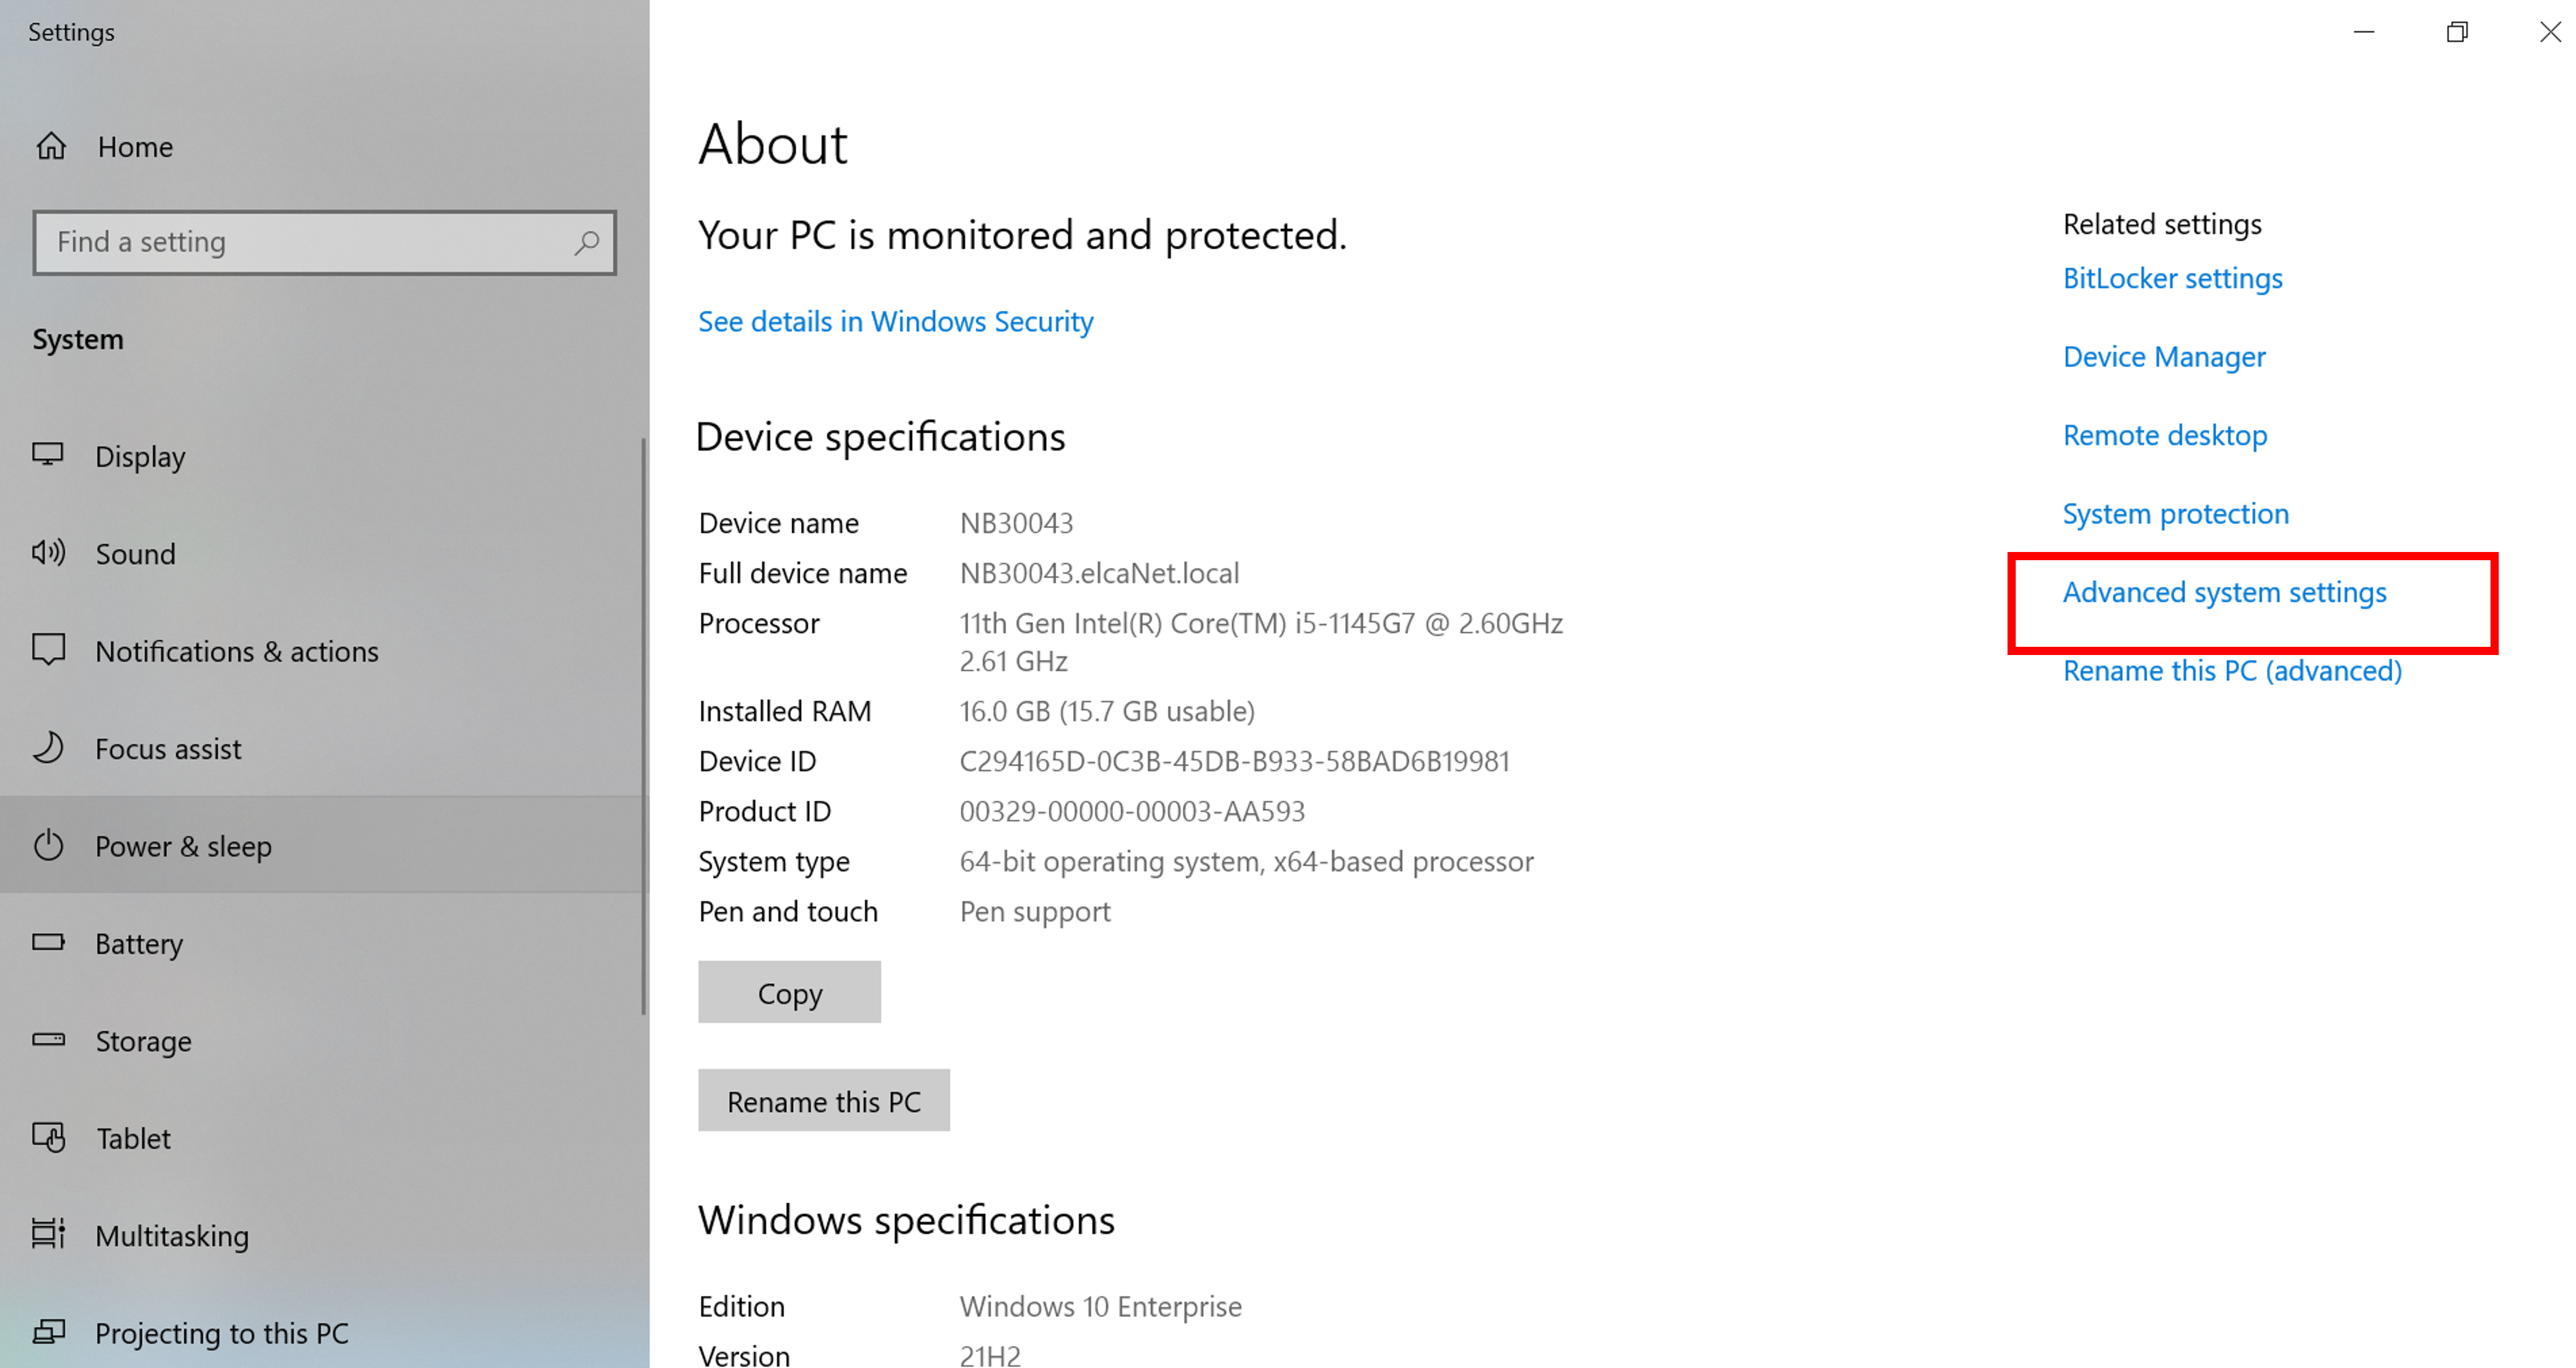 Settings
Home
Find a setting
System
Display
Sound
Notifications & actions
Focus assist
Power & sleep
Battery
Storage
Tablet
Multitasking
Projecting to this PC
About
Your PC is monitored and protected.
See details in Windows Security
Device specifications
Device name NB30043
Full device name NB30043.elcaNet.local
Processor 11th Gen Intel(R) Core(TM) i5-1145G7 @ 2.60GHz
2.61 GHz
Installed RAM 16.0 GB (15.7 GB usable)
Device ID C294165D-0C3B-45DB-B933-58BAD6B19981
Product ID 00329-00000-00003-AA593
System type 64-bit operating system, x64-based processor
Pen and touch Pen support
Copy
Rename this PC
Windows specifications
Edition Windows 10 Enterprise
Version 21H2
Related settings
BitLocker settings
Device Manager
Remote desktop
System protection
Advanced system settings
Rename this PC (advanced)